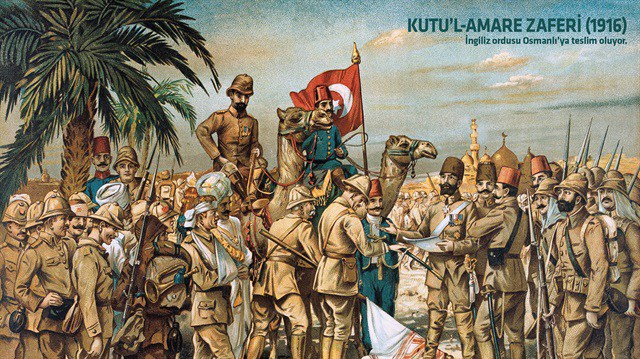 KUTU'L-AMARE ZAFERİ (1916)
İngiliz ordusu Osmanlı'ya teslim oluyor.